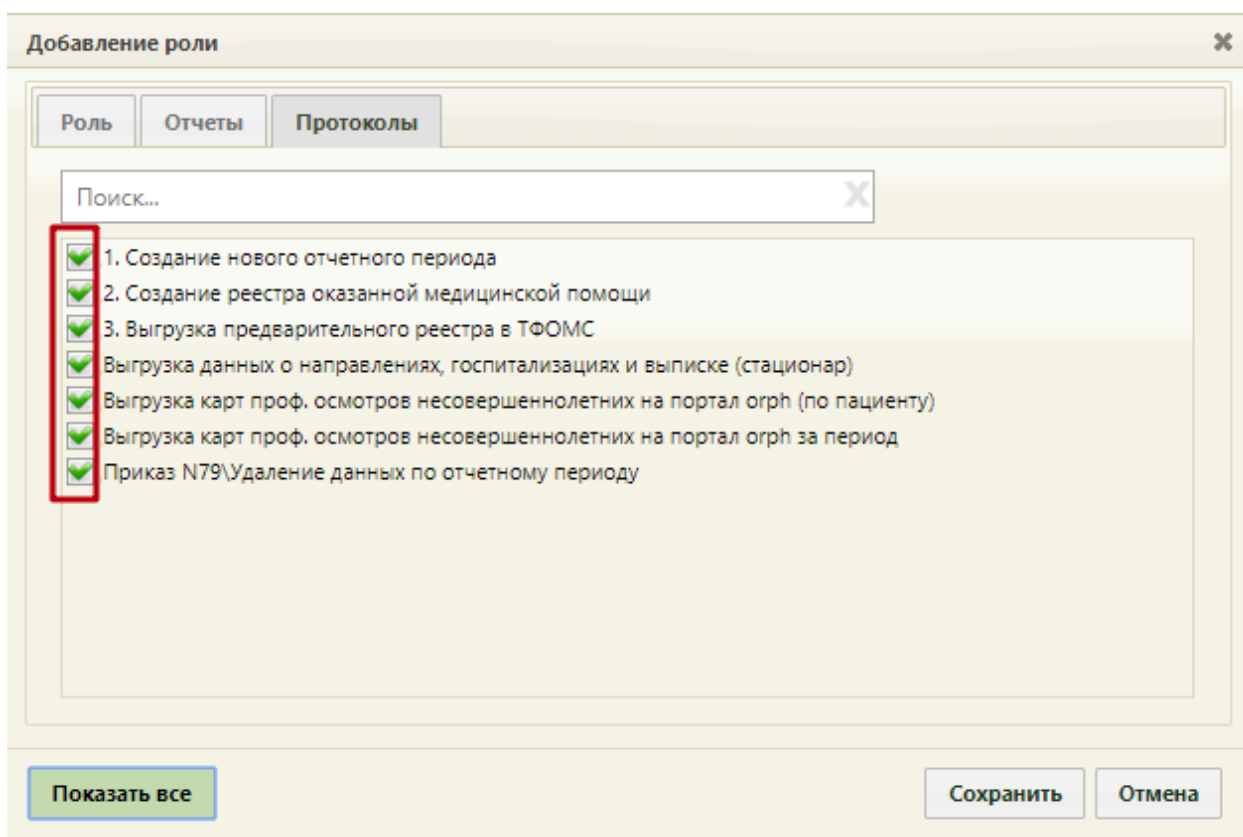 Добавление роли
Роль Отчеты Протоколы
Поиск...
1. Создание нового отчетного периода
2. Создание реестра оказанной медицинской помощи
3. Выгрузка предварительного реестра в ТФОМС
Выгрузка данных о направлениях, госпитализациях и выписке (стационар)
Выгрузка карт проф. осмотров несовершеннолетних на портал orph (по пациенту)
Выгрузка карт проф. осмотров несовершеннолетних на портал orph за период
Приказ N79\Удаление данных по отчетному периоду
Показать все Сохранить Отмена